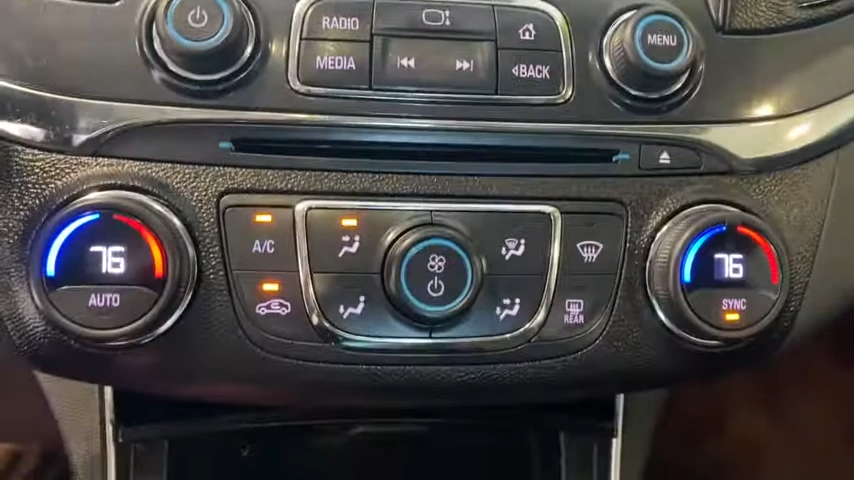 RADIO
MENU
MEDIA
BACK
76
A/C
76
AUTO
SYNC
REAR